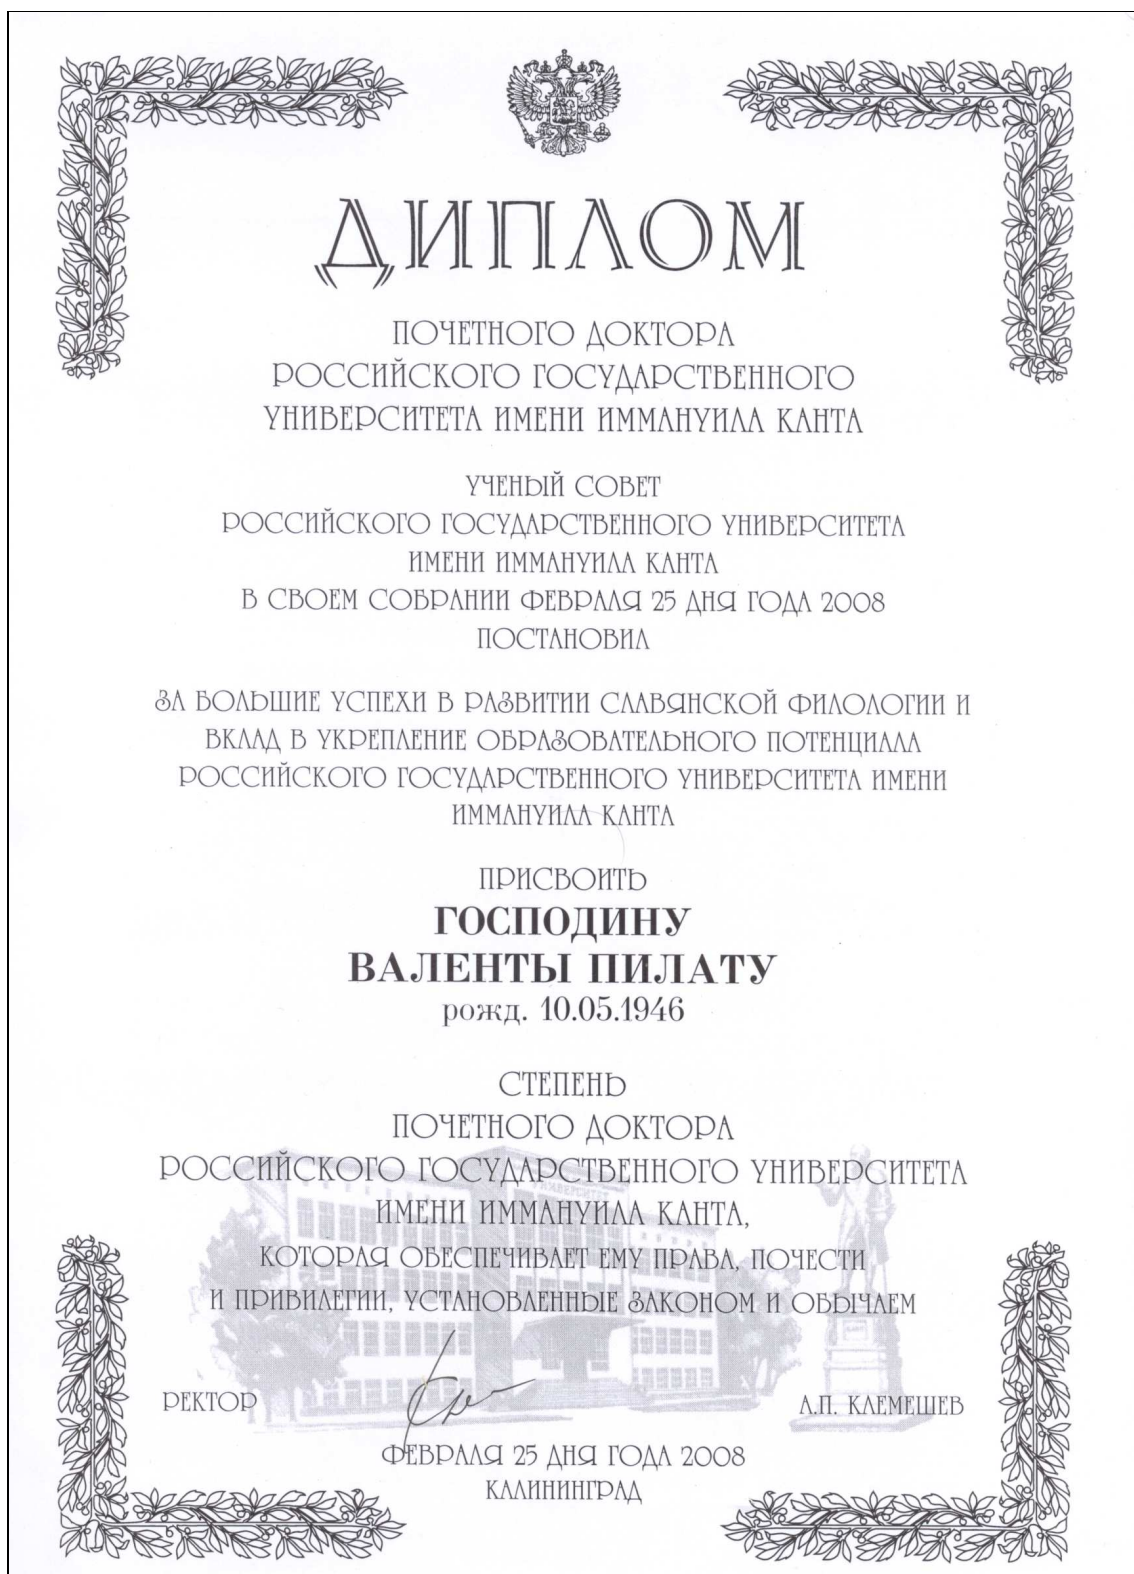 ДИПЛОМ
ПОЧЕТНОГО ДОКТОРА
РОССИЙСКОГО ГОСУДАРСТВЕННОГО
УНИВЕРСИТЕТА ИМЕНИ ИММАНУИЛА КАНТА
УЧЕНЫЙ СОВЕТ
РОССИЙСКОГО ГОСУДАРСТВЕННОГО УНИВЕРСИТЕТА
ИМЕНИ ИММАНУИЛА КАНТА
В СВОЕМ СОБРАНИИ ФЕВРАЛЯ 25 ДНЯ ГОДА 2008
ПОСТАНОВИЛ
ЗА БОЛЬШИЕ УСПЕХИ В РАЗВИТИИ СЛАВЯНСКОЙ ФИЛОЛОГИИ И
ВКЛАД В УКРЕПЛЕНИЕ ОБРАЗОВАТЕЛЬНОГО ПОТЕНЦИАЛА
РОССИЙСКОГО ГОСУДАРСТВЕННОГО УНИВЕРСИТЕТА ИМЕНИ
ИММАНУИЛА КАНТА
ПРИСВОИТЬ
ГОСПОДИНУ
ВАЛЕНТЫ ПИЛАТУ
рожд. 10.05.1946
СТЕПЕНЬ
ПОЧЕТНОГО ДОКТОРА
РОССИЙСКОГО ГОСУДАРСТВЕННОГО УНИВЕРСИТЕТА
ИМЕНИ ИММАНУИЛА КАНТА,
КОТОРАЯ ОБЕСПЕЧИВАЕТ ЕМУ ПРАВА, ПОЧЕСТИ
И ПРИВИЛЕГИИ, УСТАНОВЛЕННЫЕ ЗАКОНОМ И ОБЫЧАЕМ
РЕКТОР А.П. КЛЕМЕШЕВ
ФЕВРАЛЯ 25 ДНЯ ГОДА 2008
КАЛИНИНГРАД